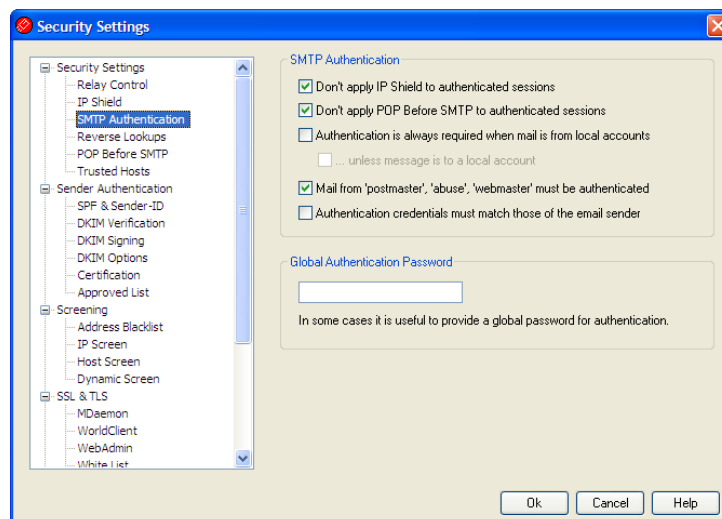 Security Settings
Security Settings
Relay Control
IP Shield
SMTP Authentication
Reverse Lookups
POP Before SMTP
Trusted Hosts
Sender Authentication
SPF & Sender-ID
DKIM Verification
DKIM Signing
DKIM Options
Certification
Approved List
Screening
Address Blacklist
IP Screen
Host Screen
Dynamic Screen
SSL & TLS
MDaemon
WorldClient
WebAdmin
White List
SMTP Authentication
Don't apply IP Shield to authenticated sessions
Don't apply POP Before SMTP to authenticated sessions
Authentication is always required when mail is from local accounts
... unless message is to a local account
Mail from 'postmaster', 'abuse', 'webmaster' must be authenticated
Authentication credentials must match those of the email sender
Global Authentication Password
In some cases it is useful to provide a global password for authentication.
Ok
Cancel
Help